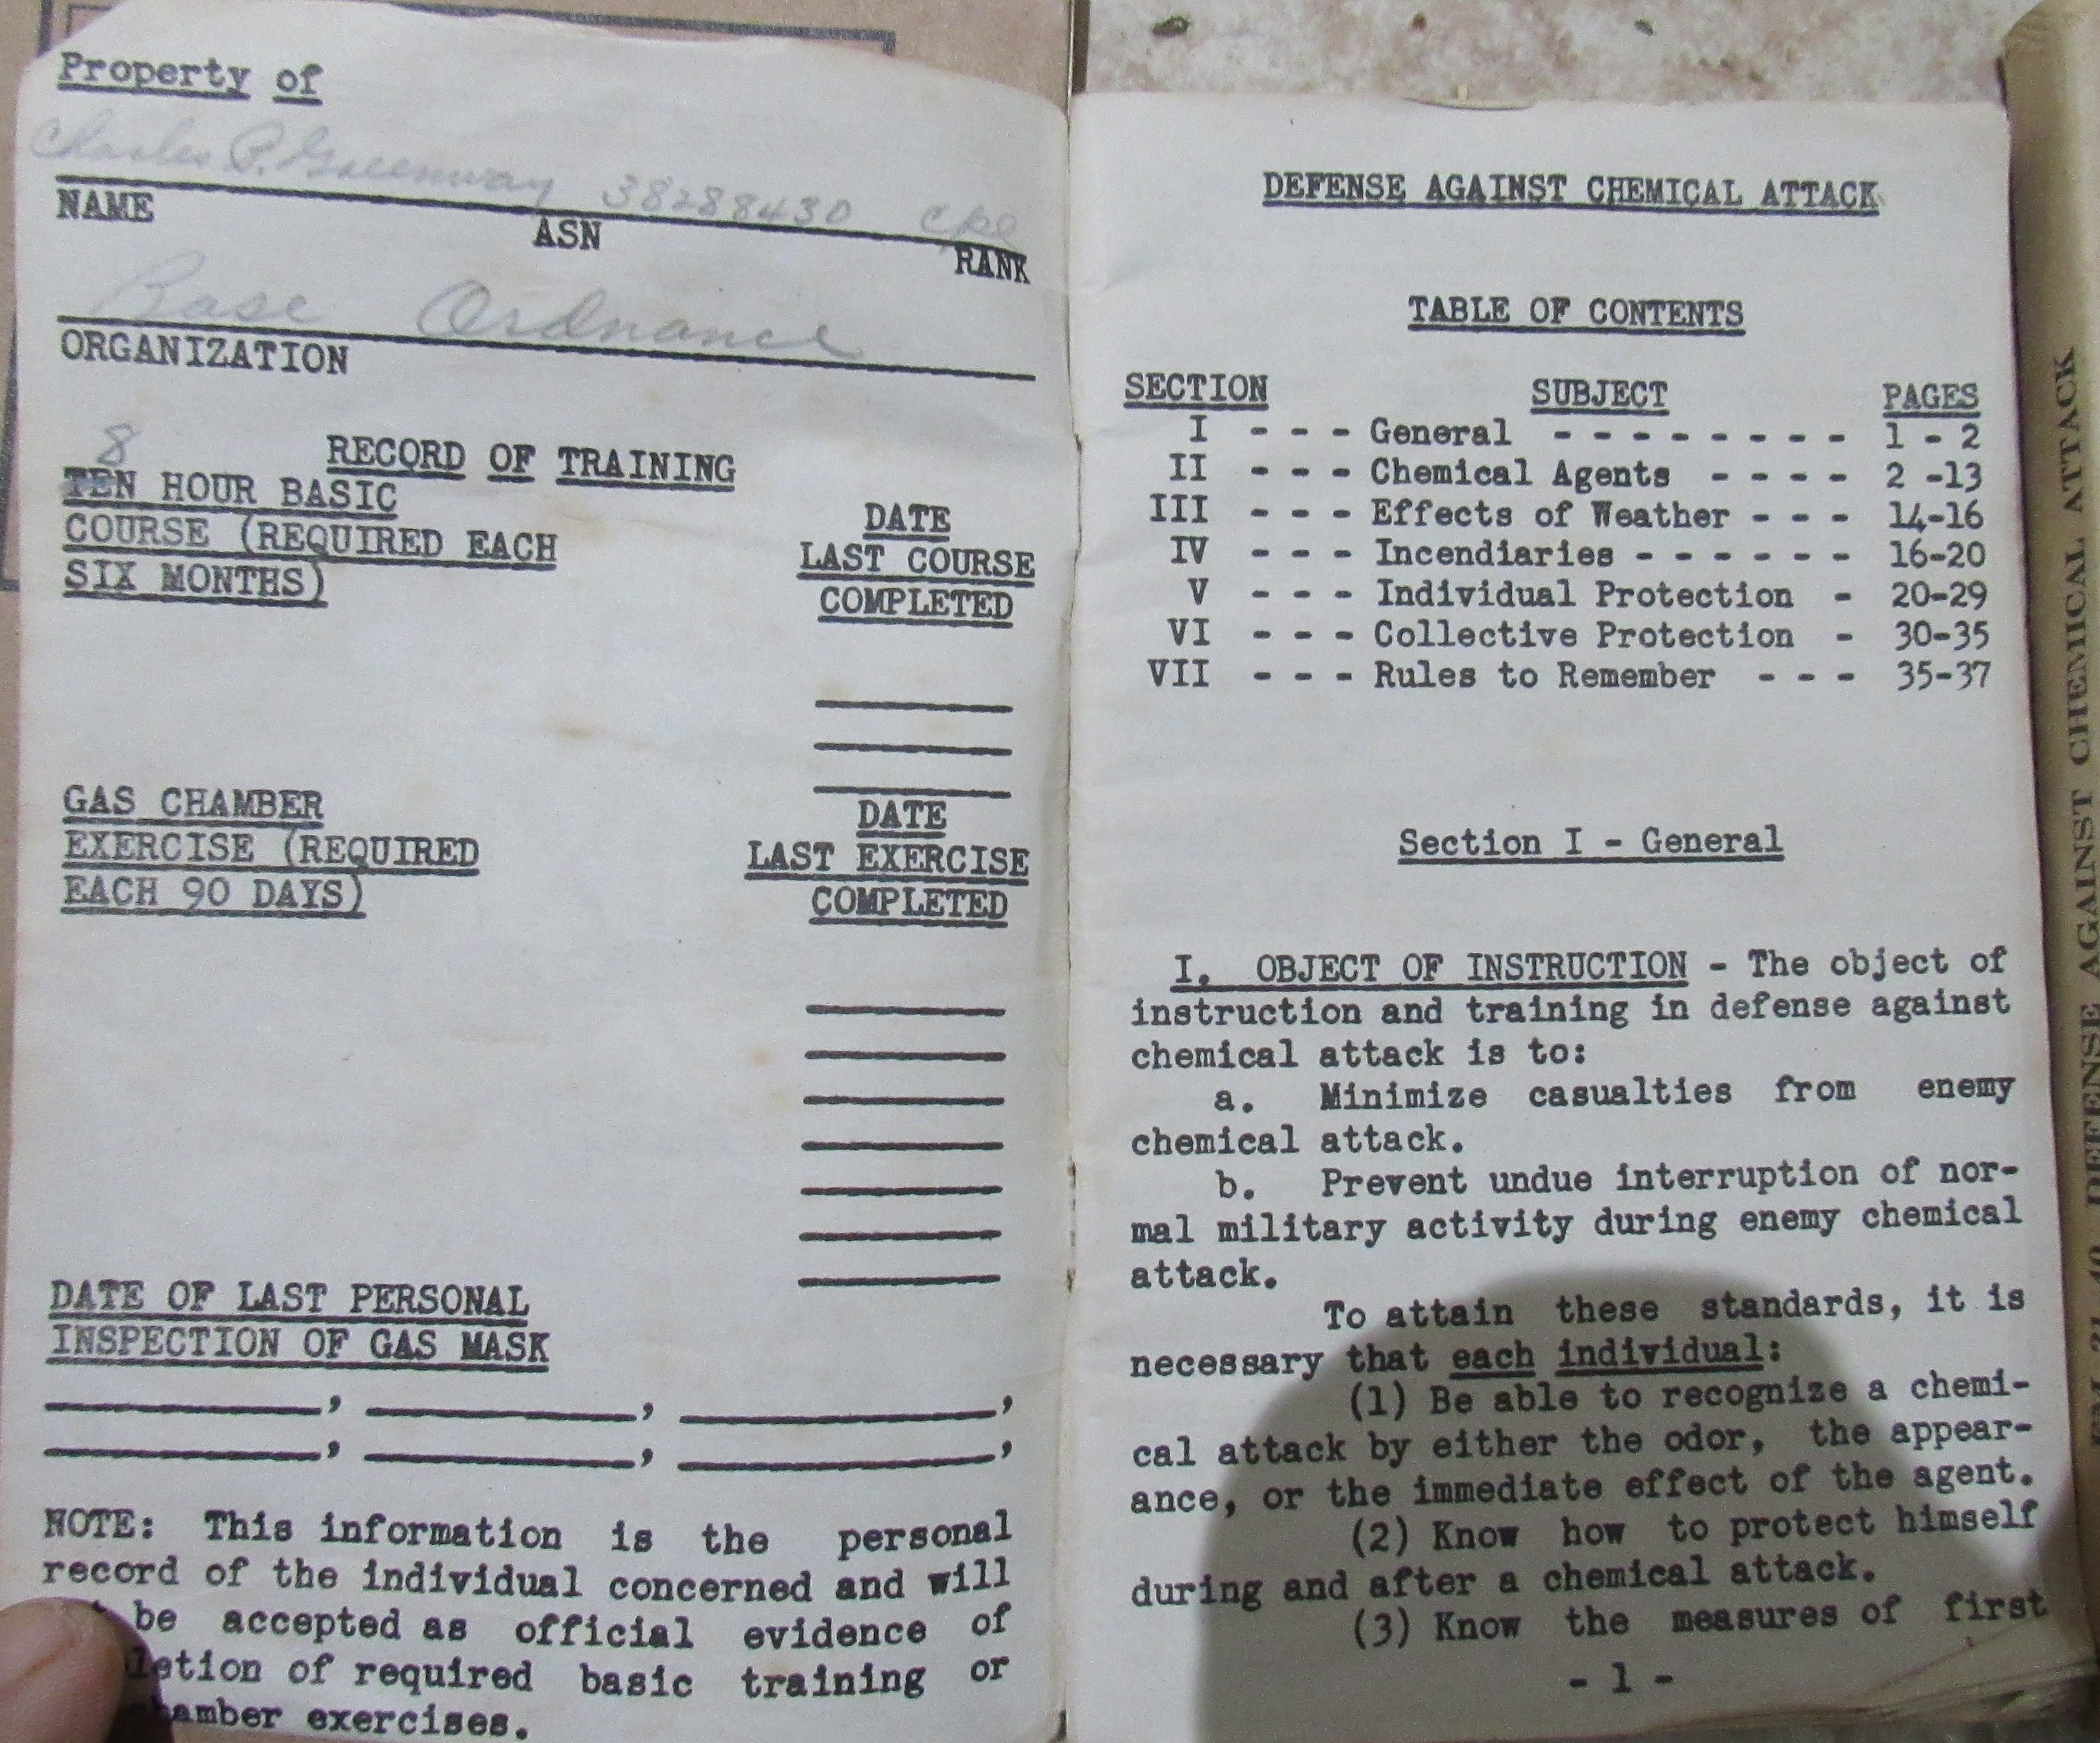 Property of
Charles P. Greenway 38288430 Cpl
NAME ASN RANK
Base Ordnance
ORGANIZATION
8
RECORD OF TRAINING
TEN HOUR BASIC
COURSE (REQUIRED EACH
SIX MONTHS)
DATE
LAST COURSE
COMPLETED
GAS CHAMBER
EXERCISE (REQUIRED
EACH 90 DAYS)
DATE
LAST EXERCISE
COMPLETED
DATE OF LAST PERSONAL
INSPECTION OF GAS MASK
, , ,
, , ,
NOTE: This information is the personal
record of the individual concerned and will
be accepted as official evidence of
letion of required basic training or
amber exercises.
DEFENSE AGAINST CHEMICAL ATTACK
TABLE OF CONTENTS
SECTION SUBJECT PAGES
I - - - General - - - - - - - - 1 - 2
II - - - Chemical Agents - - - - 2 -13
III - - - Effects of Weather - - - 14-16
IV - - - Incendiaries - - - - - - 16-20
V - - - Individual Protection - 20-29
VI - - - Collective Protection - 30-35
VII - - - Rules to Remember - - - 35-37
Section I - General
I. OBJECT OF INSTRUCTION - The object of
instruction and training in defense against
chemical attack is to:
a. Minimize casualties from enemy
chemical attack.
b. Prevent undue interruption of nor-
mal military activity during enemy chemical
attack.
To attain these standards, it is
necessary that each individual:
(1) Be able to recognize a chemi-
cal attack by either the odor, the appear-
ance, or the immediate effect of the agent.
(2) Know how to protect himself
during and after a chemical attack.
(3) Know the measures of first
- 1 -
DEFENSE AGAINST CHEMICAL ATTACK